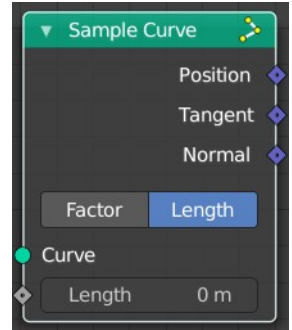 Sample Curve
Position
Tangent
Normal
Factor Length
Curve
Length 0 m